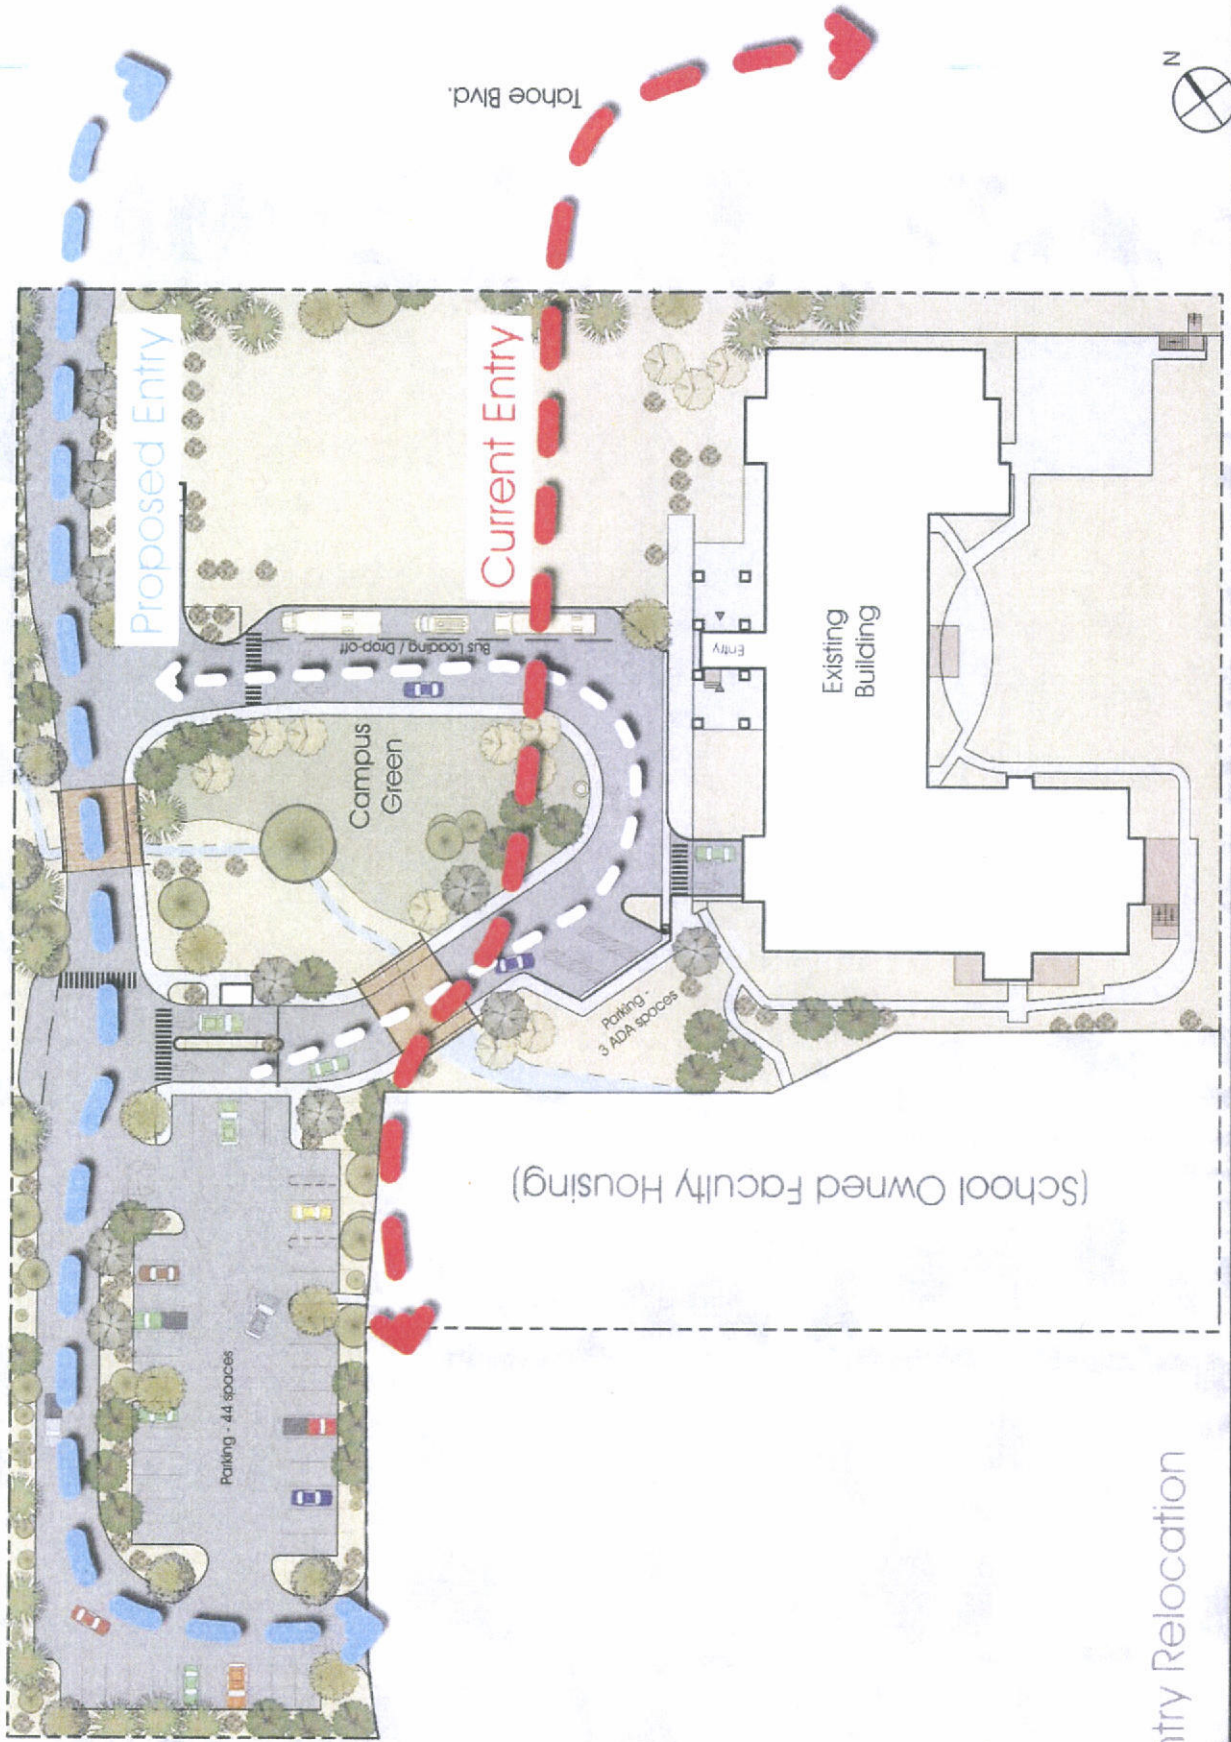 Tahoe Blvd.
N
Proposed Entry
Current Entry
Bus Loading / Drop-off
Entry
Existing
Building
Campus
Green
Parking -
3 ADA spaces
(School Owned Faculty Housing)
Parking - 44 spaces
ntry Relocation